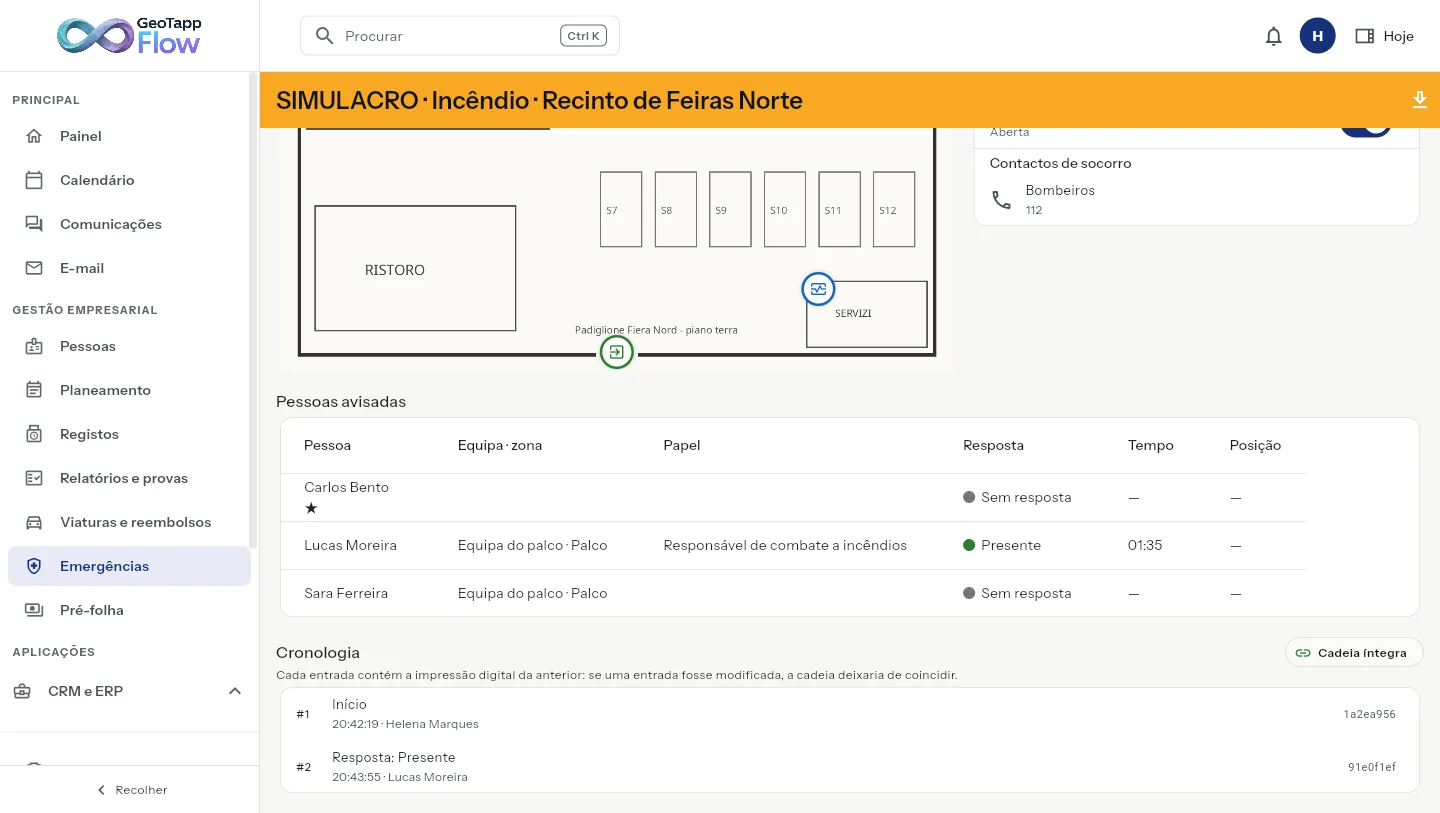 GeoTapp
Flow
Procurar
Ctrl K
H
Hoje
PRINCIPAL
Painel
Calendário
Comunicações
E-mail
GESTÃO EMPRESARIAL
Pessoas
Planeamento
Registos
Relatórios e provas
Viaturas e reembolsos
Emergências
Pré-folha
APLICAÇÕES
CRM e ERP
Recolher
SIMULACRO · Incêndio · Recinto de Feiras Norte
Aberta
Contactos de socorro
Bombeiros
112
S7 S8 S9 S10 S11 S12
RISTORO
SERVIZI
Padiglione Fiera Nord - piano terra
Pessoas avisadas
Pessoa Equipa · zona Papel Resposta Tempo Posição
Carlos Bento
★
Sem resposta — —
Lucas Moreira Equipa do palco · Palco Responsável de combate a incêndios Presente 01:35 —
Sara Ferreira Equipa do palco · Palco Sem resposta — —
Cronologia
Cadeia íntegra
Cada entrada contém a impressão digital da anterior: se uma entrada fosse modificada, a cadeia deixaria de coincidir.
#1
Início
20:42:19 · Helena Marques
1a2ea956
#2
Resposta: Presente
20:43:55 · Lucas Moreira
91e0f1ef